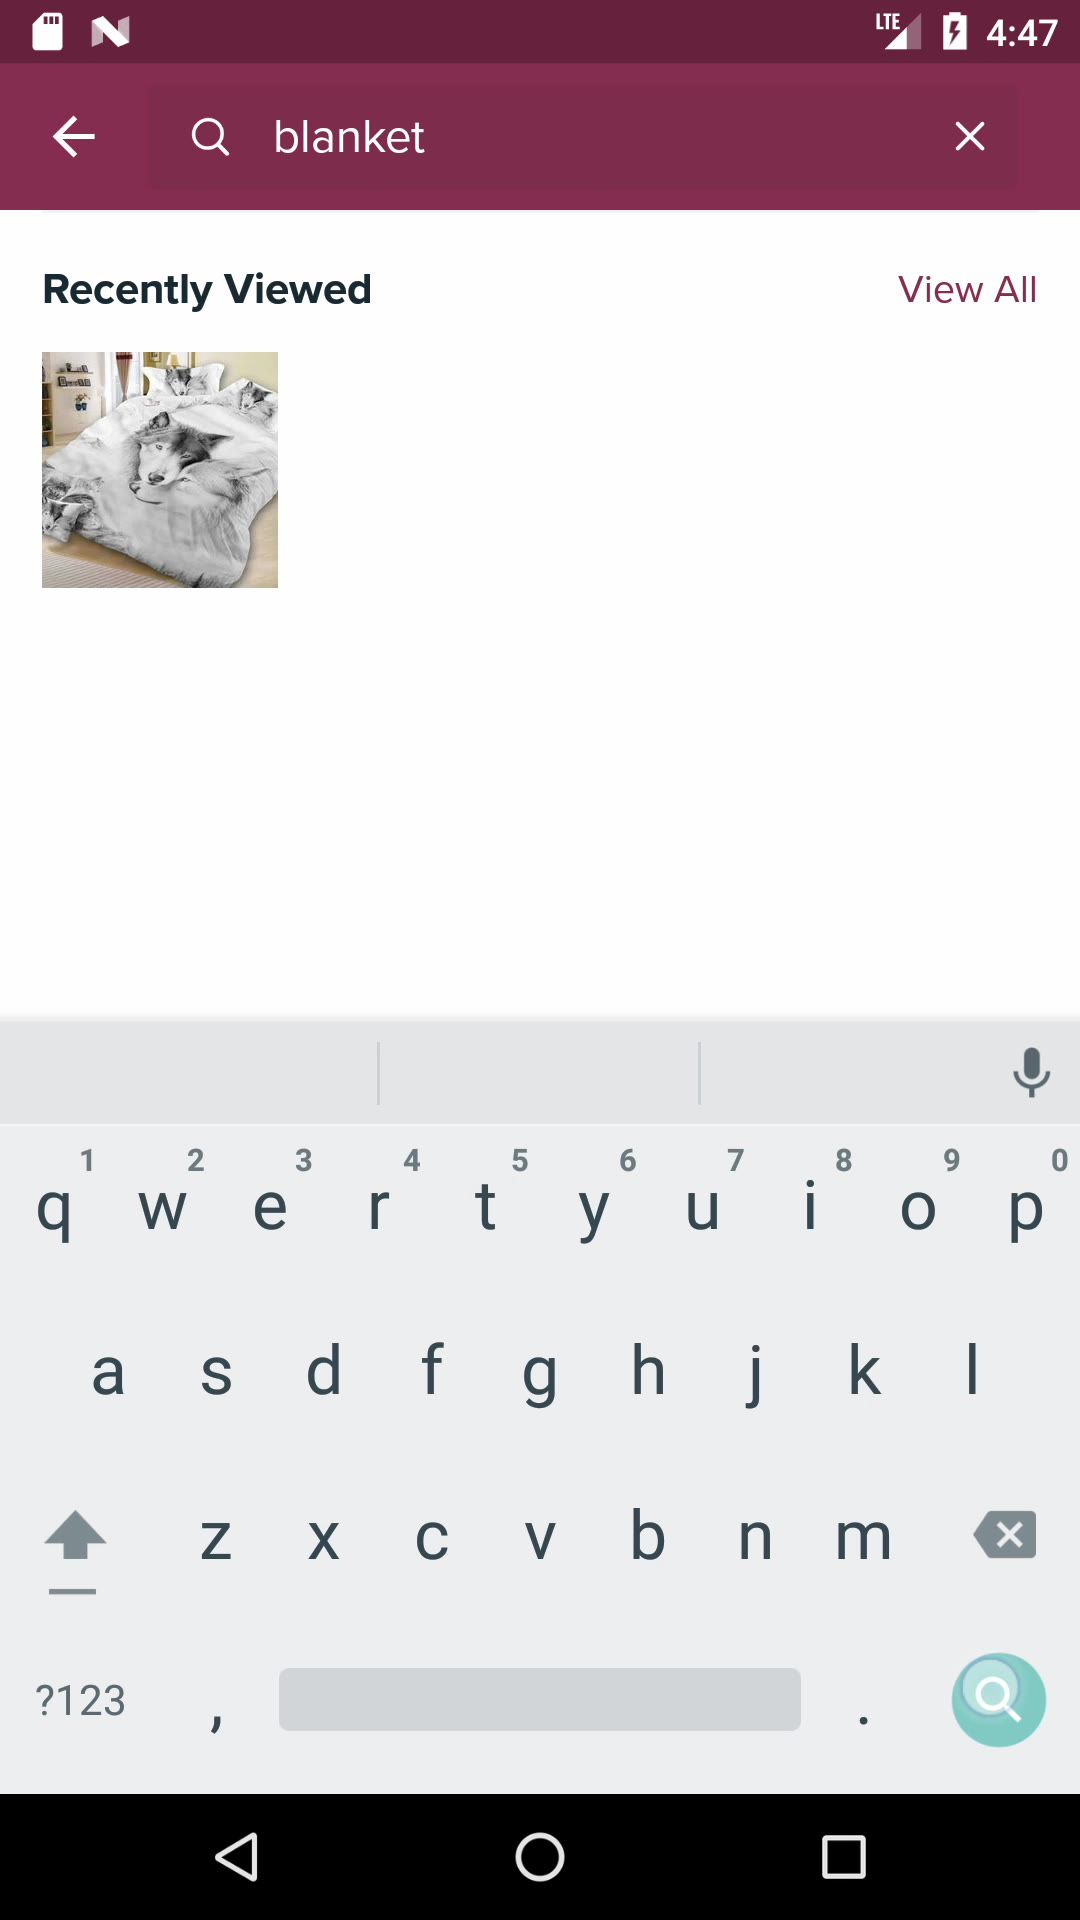 LTE 4:47
blanket
Recently Viewed View All
1 2 3 4 5 6 7 8 9 0
q w e r t y u i o p
a s d f g h j k l
z x c v b n m
?123 , .